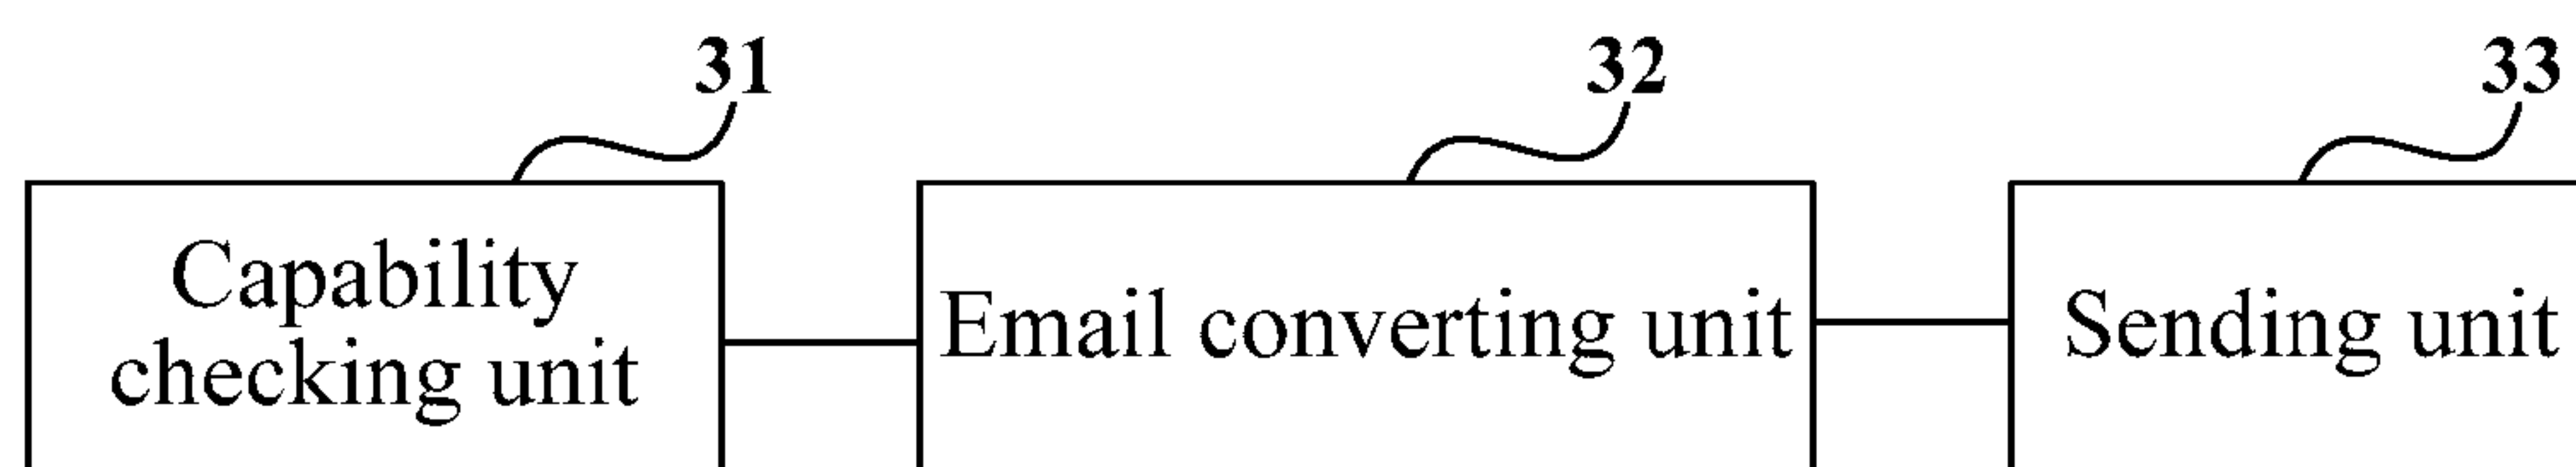 31
32
33
Capability
checking unit
Email converting unit
Sending unit